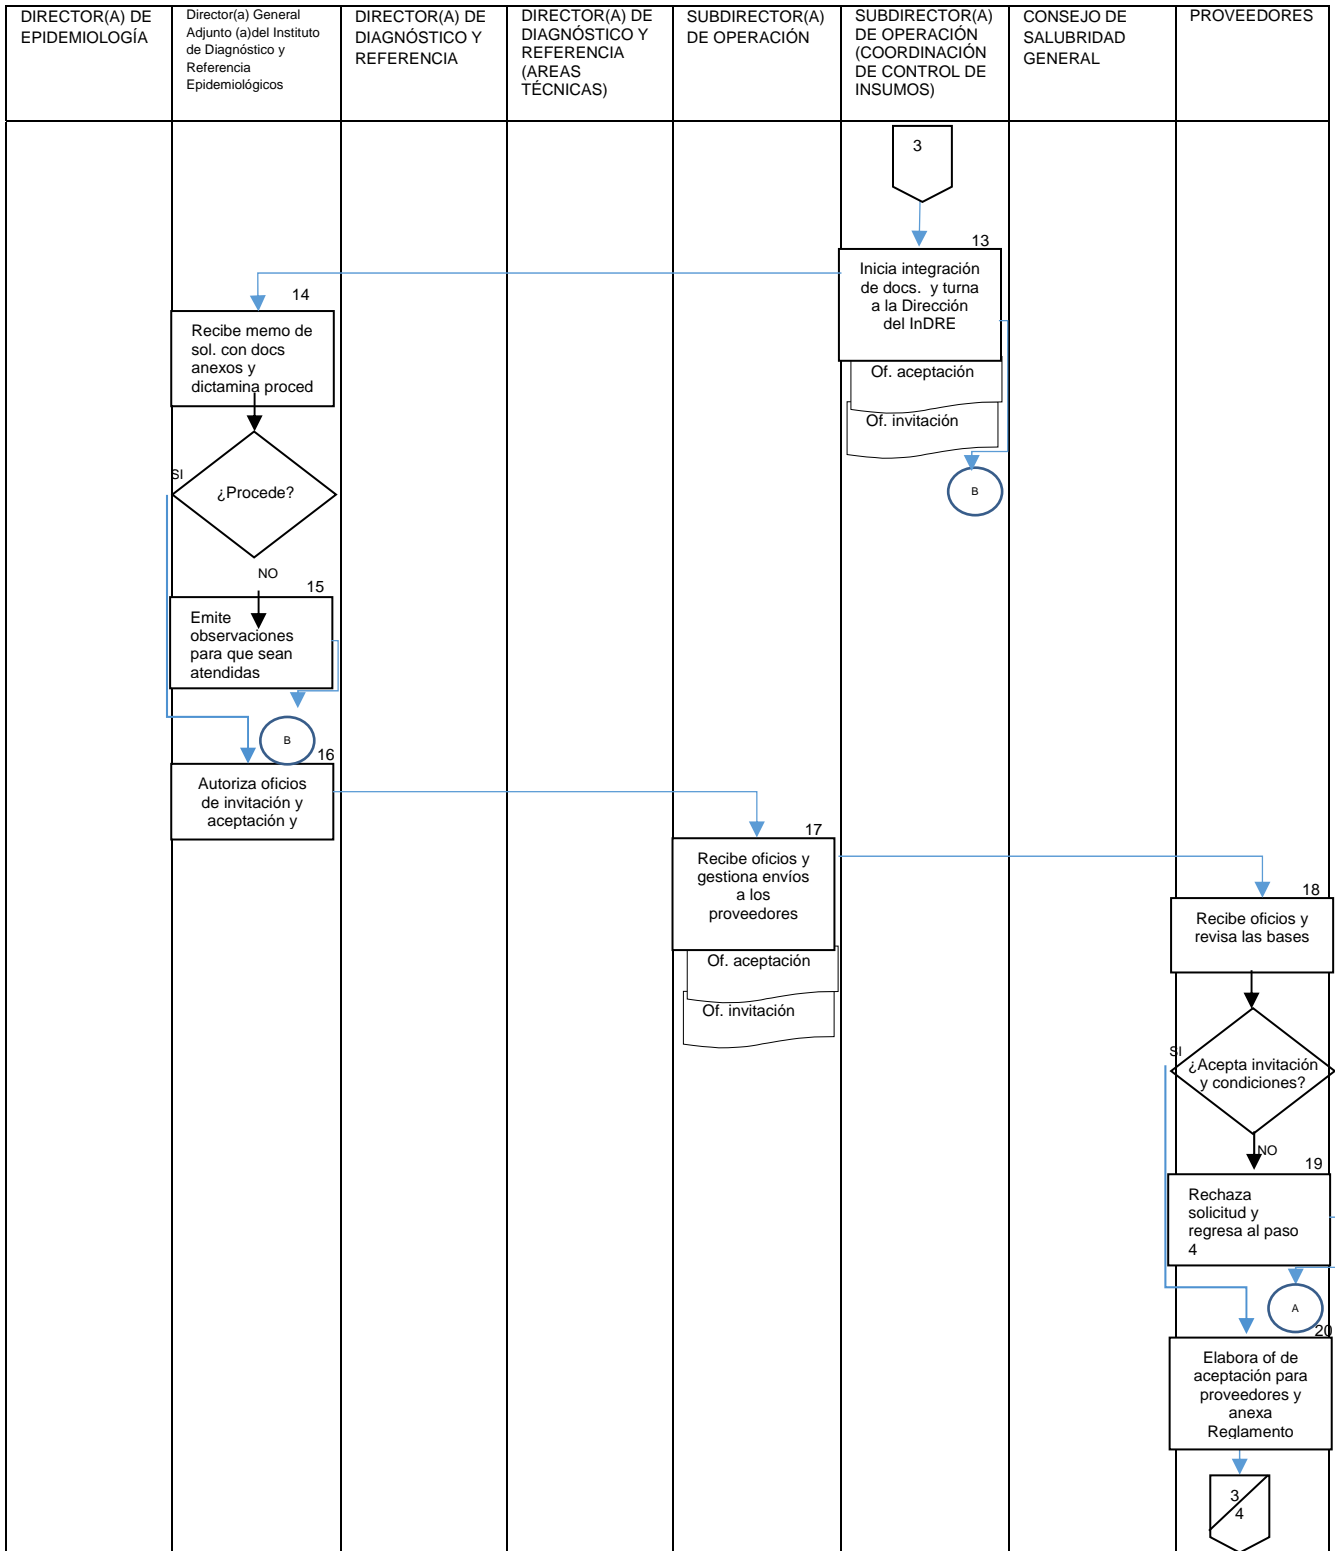 DIRECTOR(A) DE
EPIDEMIOLOGÍA
Director(a) General
Adjunto (a)del Instituto
de Diagnóstico y
Referencia
Epidemiológicos
DIRECTOR(A) DE
DIAGNÓSTICO Y
REFERENCIA
DIRECTOR(A) DE
DIAGNÓSTICO Y
REFERENCIA
(AREAS
TÉCNICAS)
SUBDIRECTOR(A)
DE OPERACIÓN
SUBDIRECTOR(A)
DE OPERACIÓN
(COORDINACIÓN
DE CONTROL DE
INSUMOS)
CONSEJO DE
SALUBRIDAD
GENERAL
PROVEEDORES
3
13
Inicia integración
de docs. y turna
a la Dirección
del InDRE
Of. aceptación
Of. invitación
B
14
Recibe memo de
sol. con docs
anexos y
dictamina proced
SI
¿Procede?
NO
15
Emite
observaciones
para que sean
atendidas
B
16
Autoriza oficios
de invitación y
aceptación y
17
Recibe oficios y
gestiona envíos
a los
proveedores
Of. aceptación
Of. invitación
18
Recibe oficios y
revisa las bases
SI
¿Acepta invitación
y condiciones?
NO
19
Rechaza
solicitud y
regresa al paso
4
A
20
Elabora of de
aceptación para
proveedores y
anexa
Reglamento
3
4